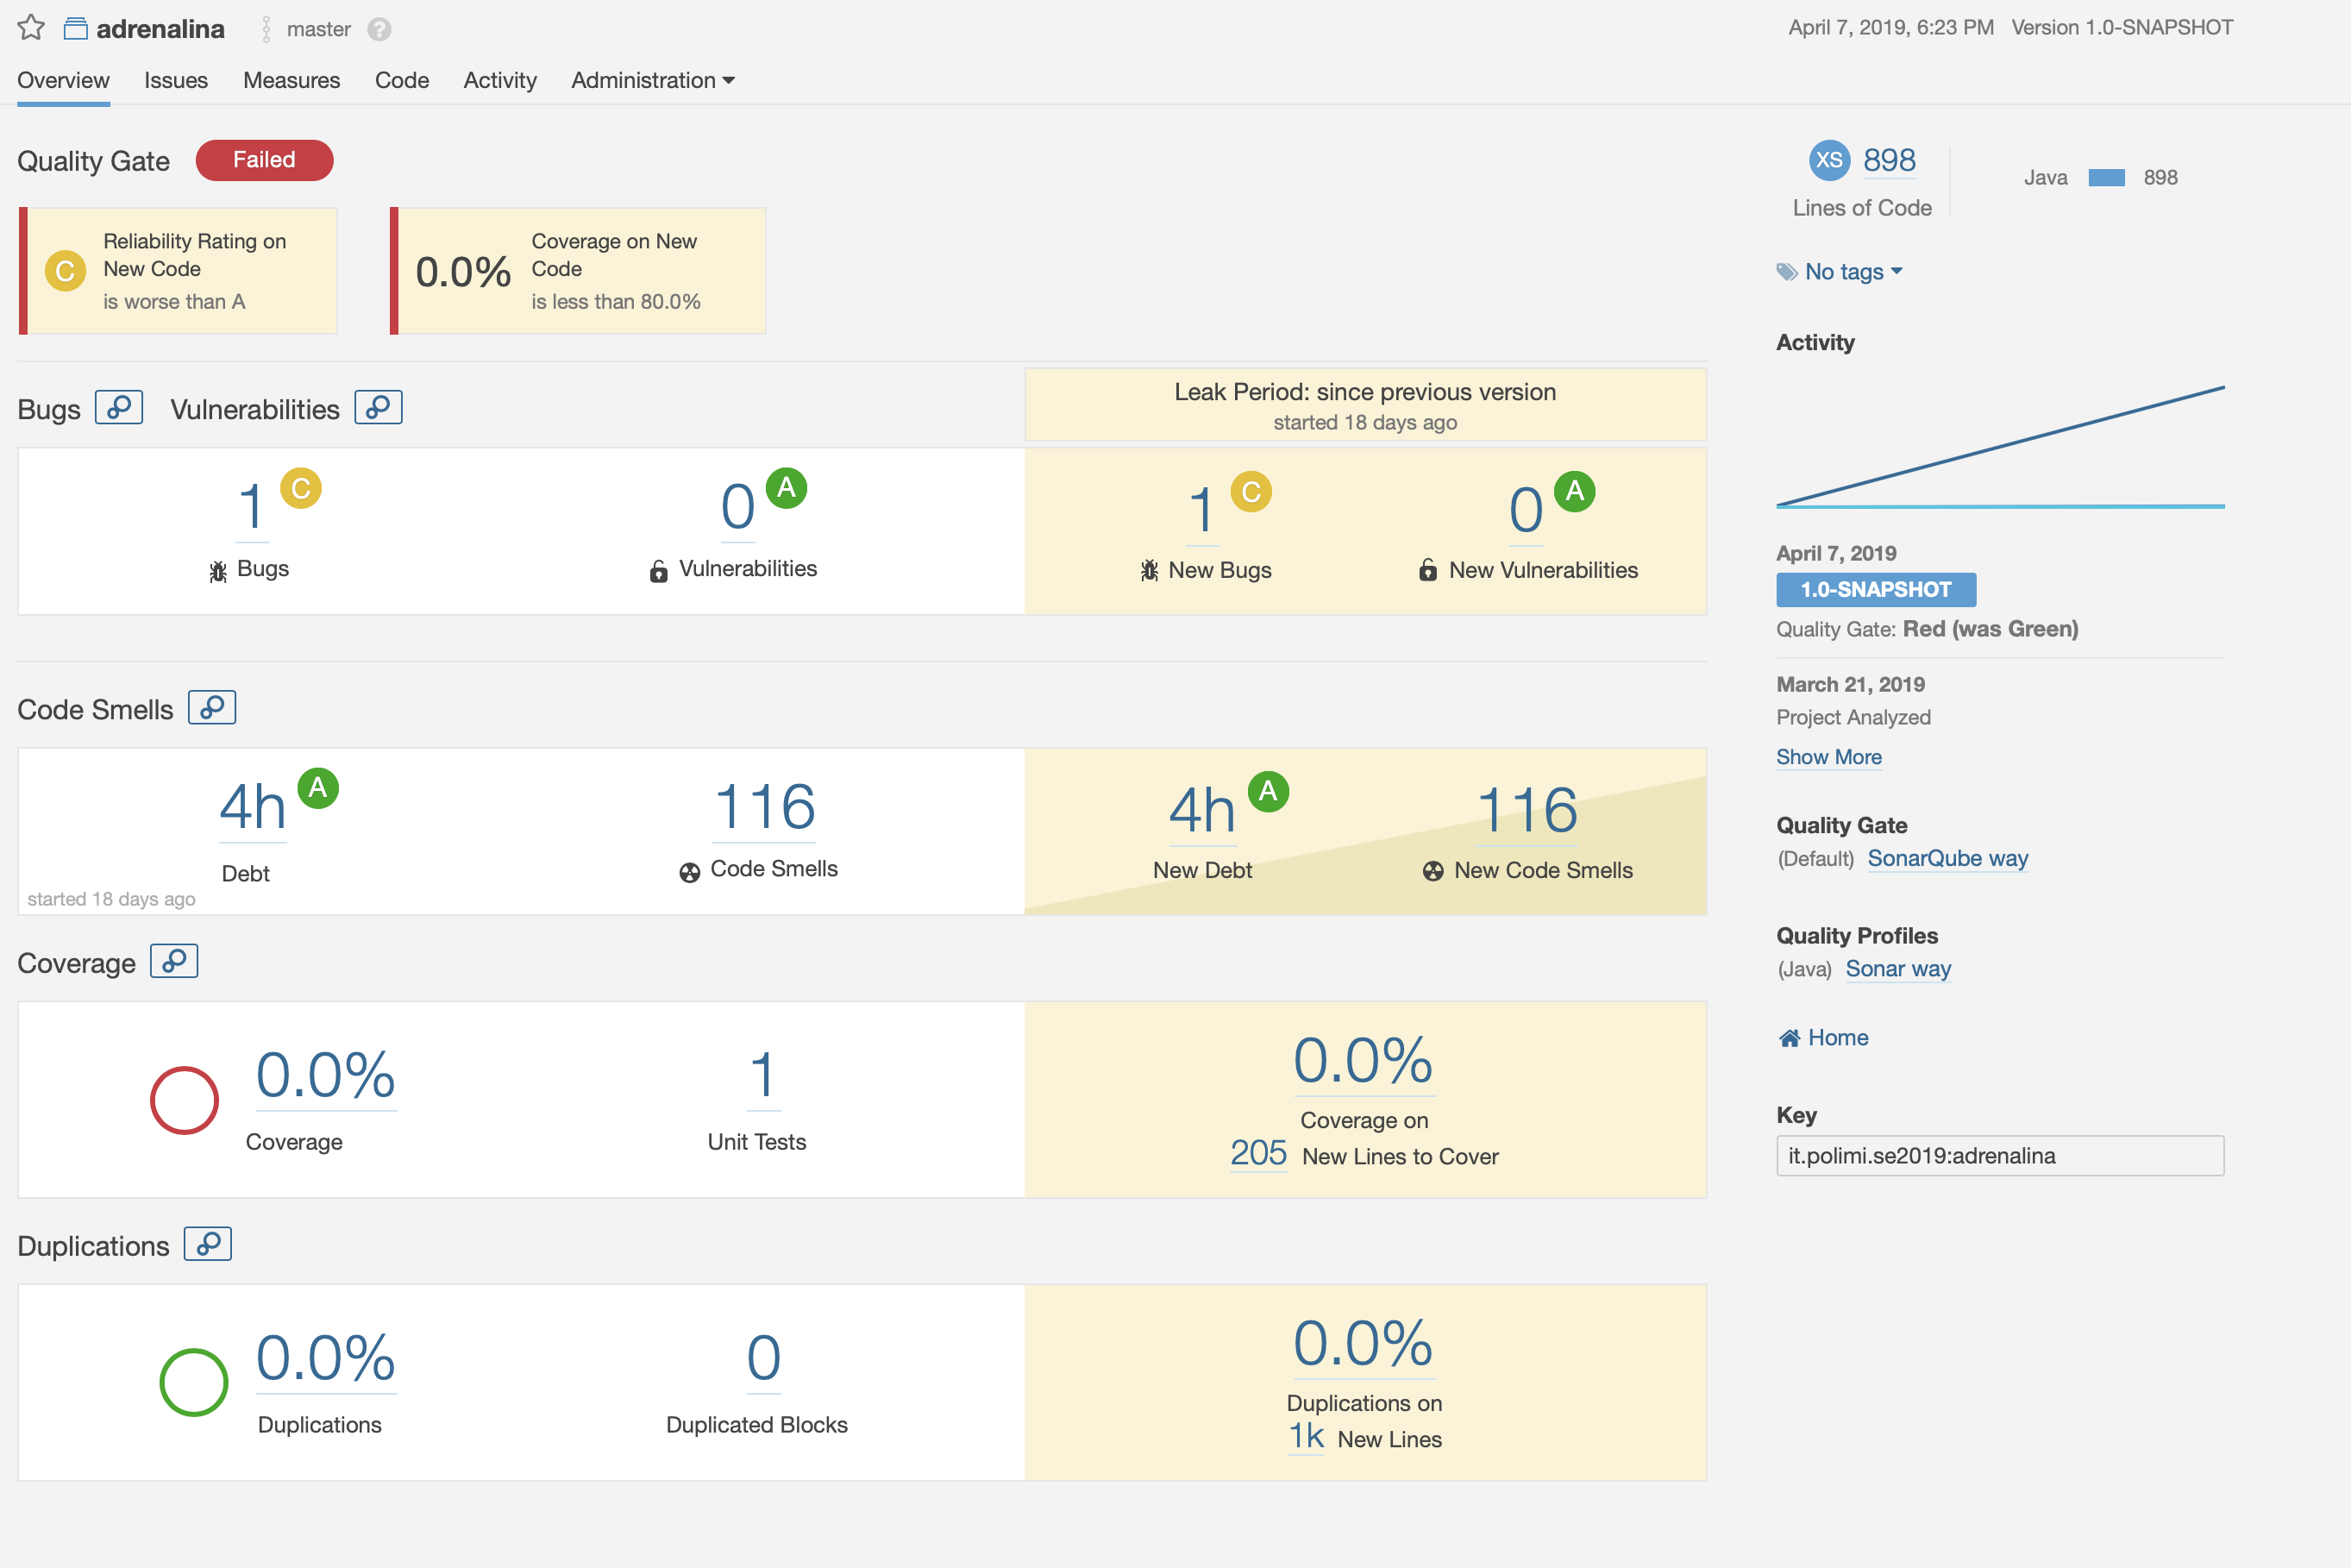 adrenalina master ?
April 7, 2019, 6:23 PM Version 1.0-SNAPSHOT
Overview Issues Measures Code Activity Administration
Quality Gate Failed
C
Reliability Rating on
New Code
is worse than A
0.0%
Coverage on New
Code
is less than 80.0%
Bugs Vulnerabilities
Leak Period: since previous version
started 18 days ago
1 C
Bugs
0 A
Vulnerabilities
1 C
New Bugs
0 A
New Vulnerabilities
Code Smells
4h A
Debt
started 18 days ago
116
Code Smells
4h A
New Debt
116
New Code Smells
Coverage
0.0%
Coverage
1
Unit Tests
0.0%
Coverage on
205 New Lines to Cover
Duplications
0.0%
Duplications
0
Duplicated Blocks
0.0%
Duplications on
1k New Lines
XS 898
Lines of Code
Java 898
No tags
Activity
April 7, 2019
1.0-SNAPSHOT
Quality Gate: Red (was Green)
March 21, 2019
Project Analyzed
Show More
Quality Gate
(Default) SonarQube way
Quality Profiles
(Java) Sonar way
Home
Key
it.polimi.se2019:adrenalina